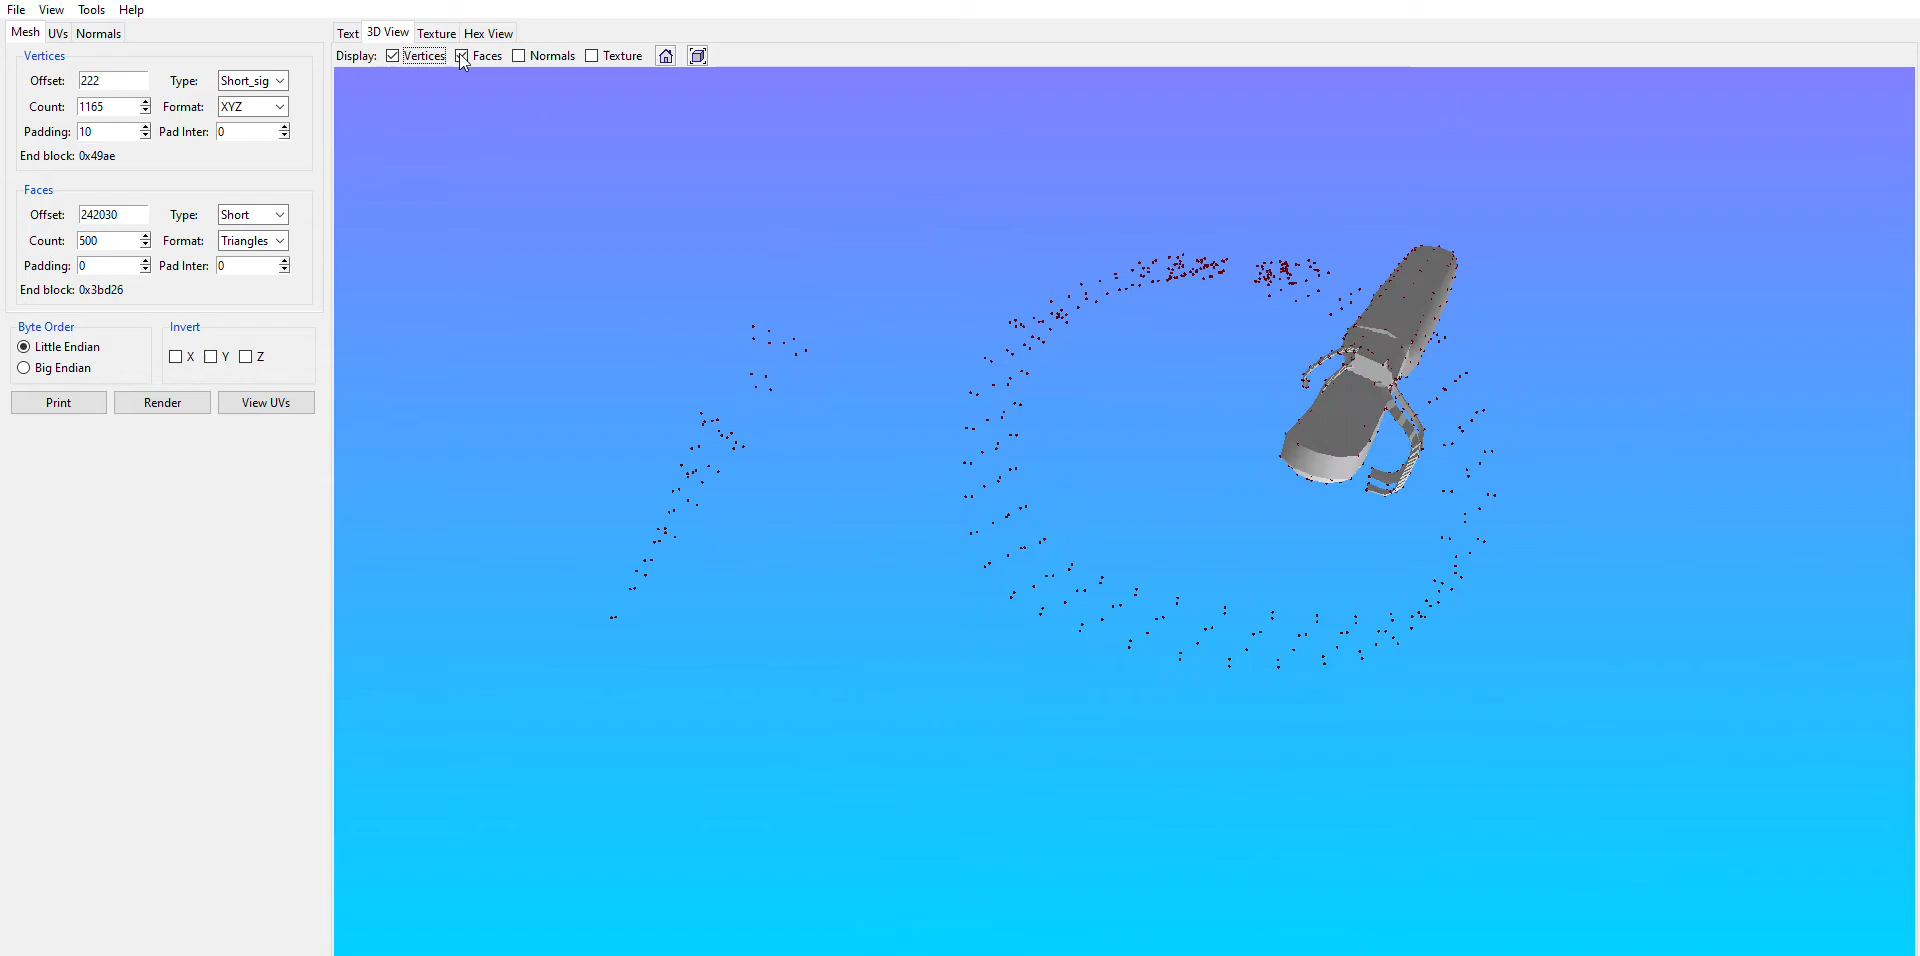 File View Tools Help
Mesh UVs Normals
Text 3D View Texture Hex View
Display: Vertices Faces Normals Texture
Vertices
Offset: 222 Type: Short_sig
Count: 1165 Format: XYZ
Padding: 10 Pad Inter: 0
End block: 0x49ae
Faces
Offset: 242030 Type: Short
Count: 500 Format: Triangles
Padding: 0 Pad Inter: 0
End block: 0x3bd26
Byte Order Invert
Little Endian X Y Z
Big Endian
Print Render View UVs